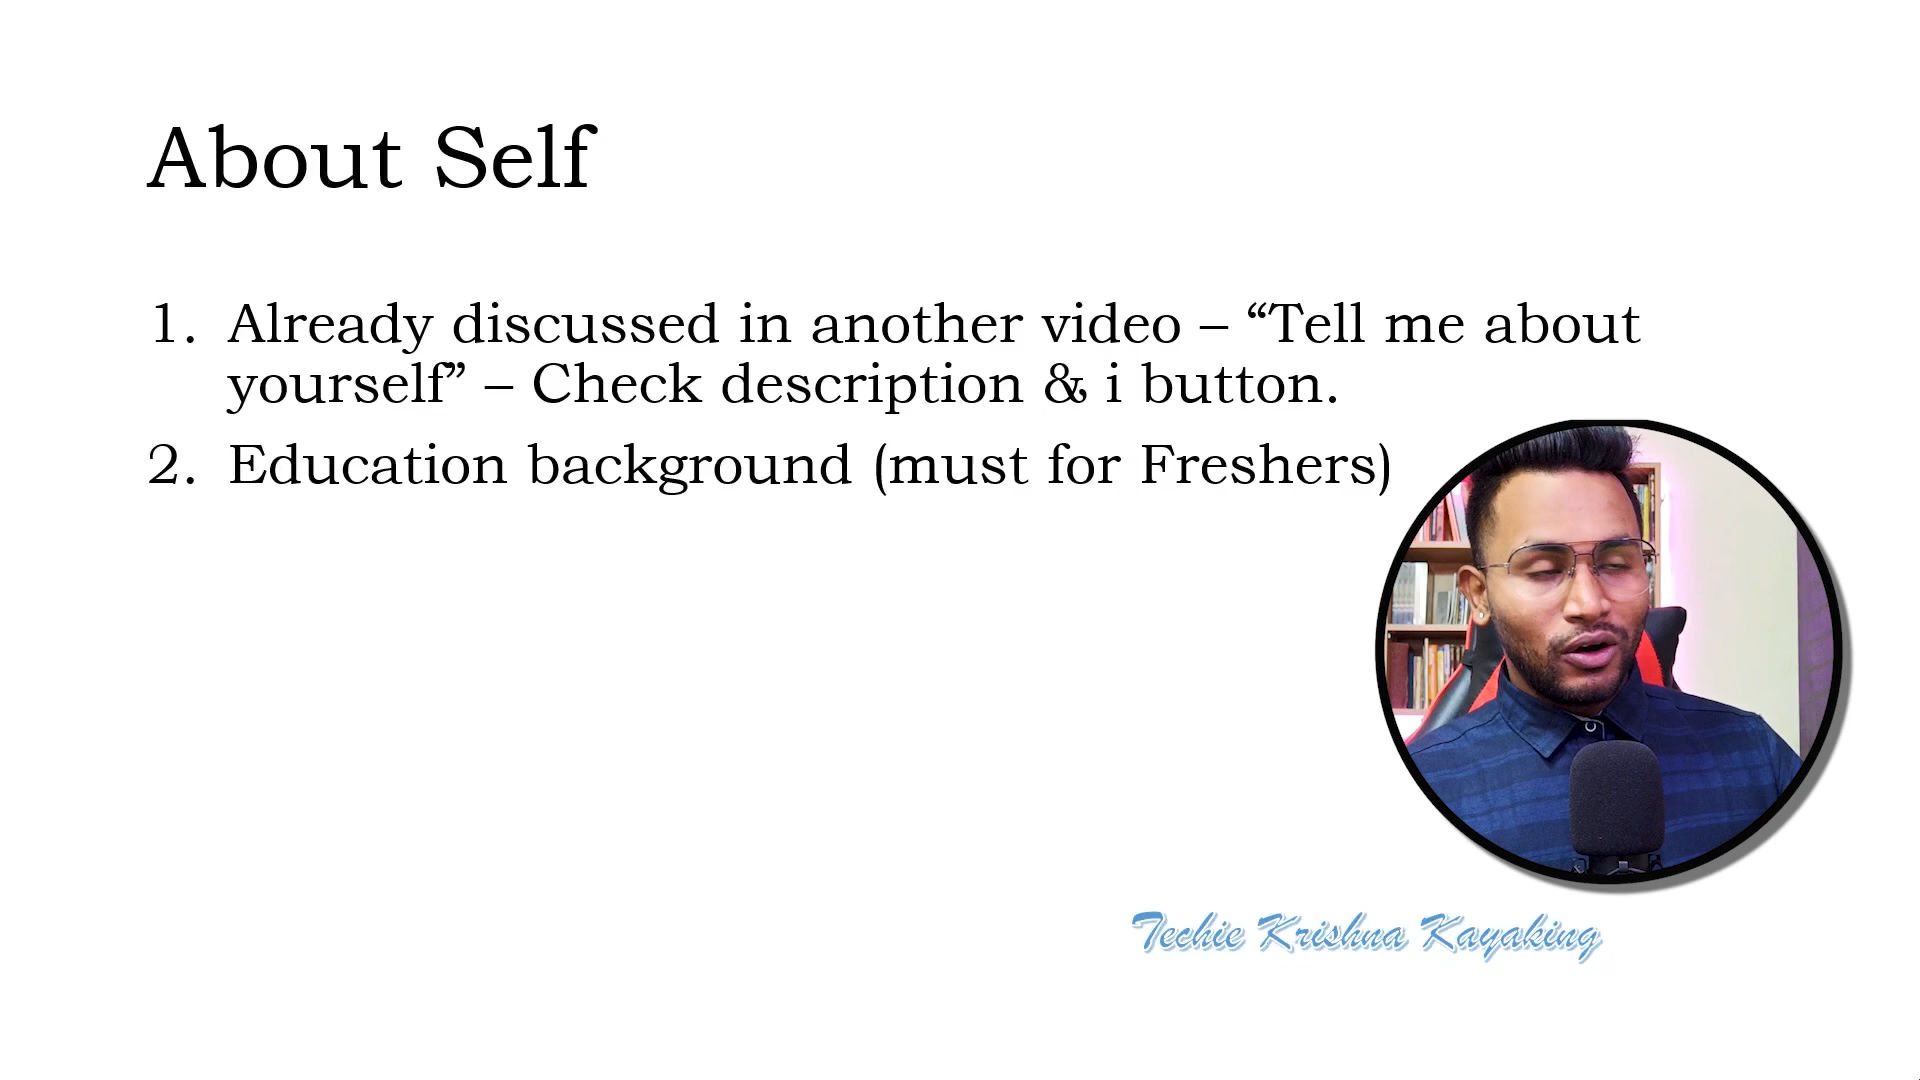 About Self
1. Already discussed in another video – “Tell me about
yourself” – Check description & i button.
2. Education background (must for Freshers)
Techie Krishna Kayaking